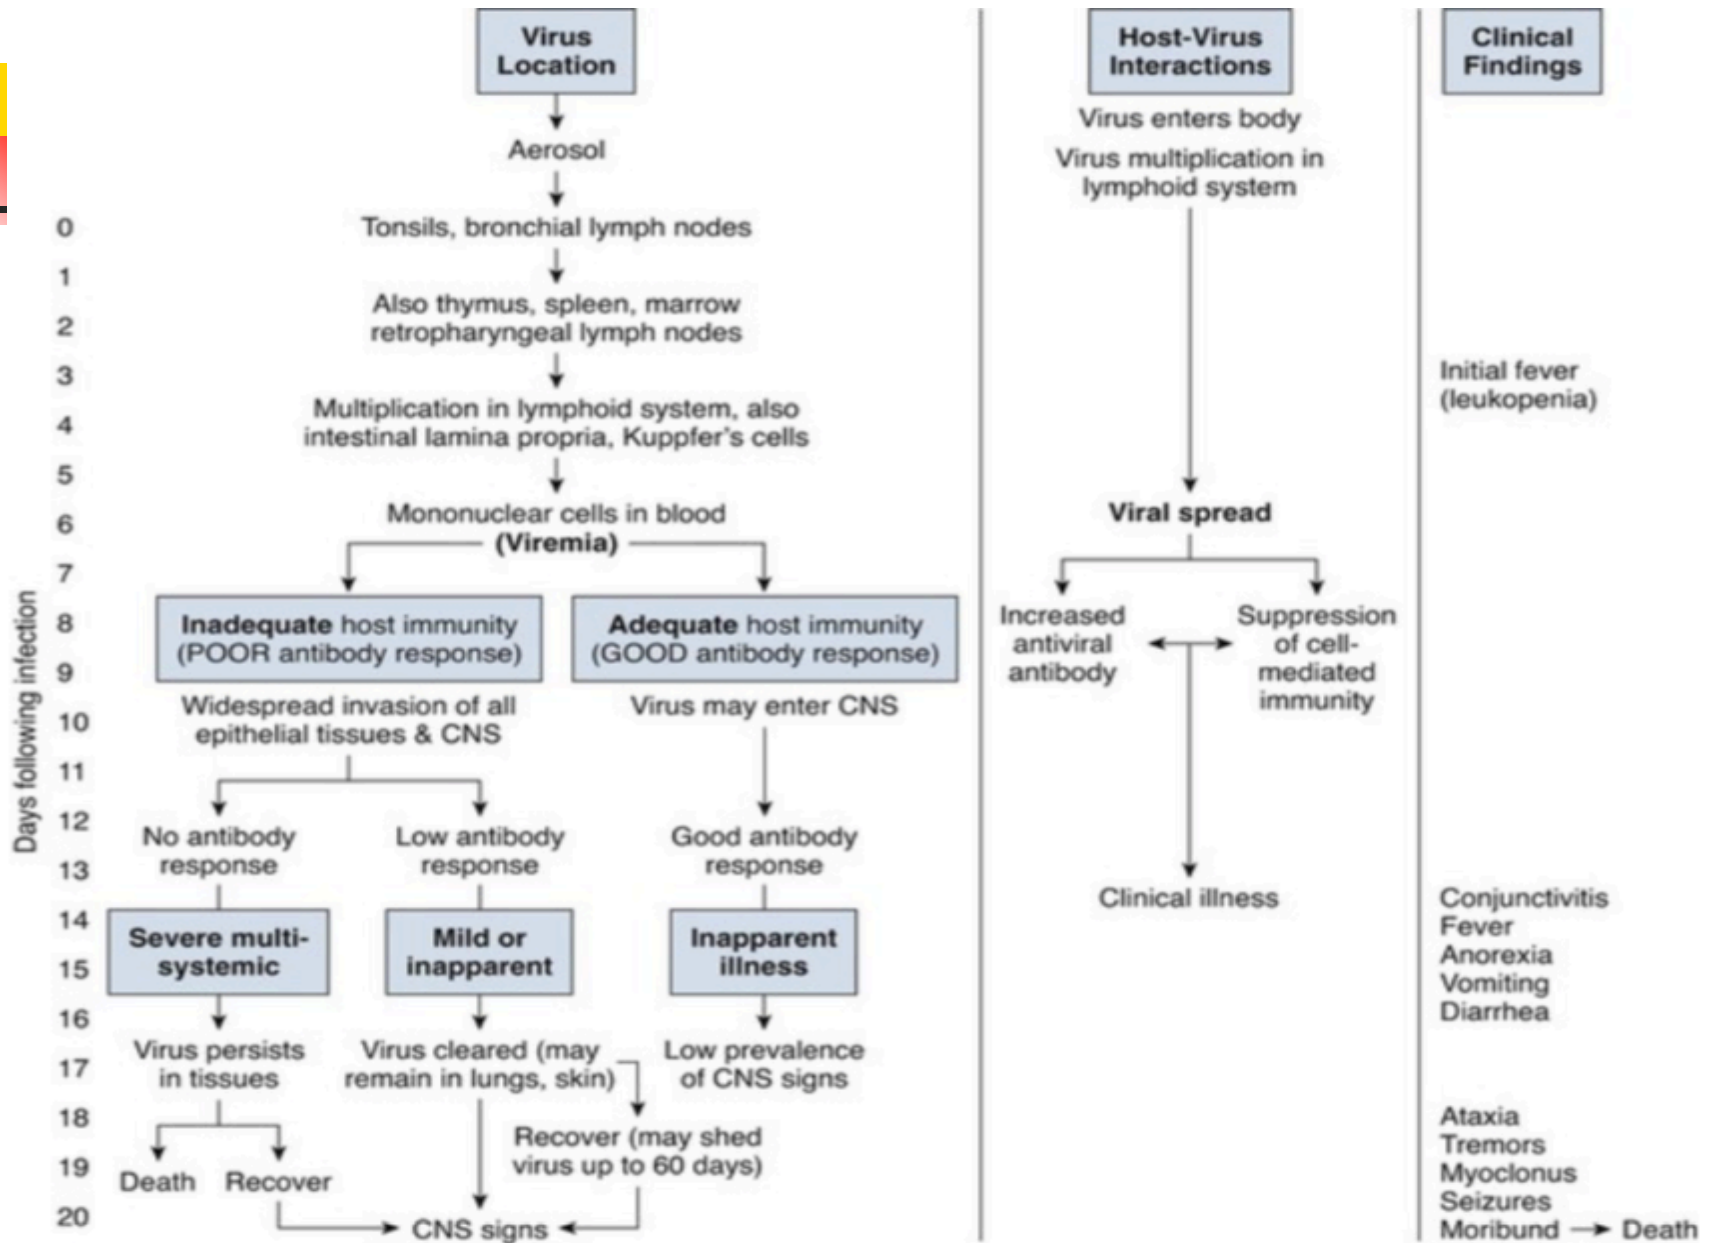 Virus
Location
Aerosol
Tonsils, bronchial lymph nodes
Also thymus, spleen, marrow
retropharyngeal lymph nodes
Multiplication in lymphoid system, also
intestinal lamina propria, Kuppfer's cells
Mononuclear cells in blood
(Viremia)
Inadequate host immunity
(POOR antibody response)
Adequate host immunity
(GOOD antibody response)
Widespread invasion of all
epithelial tissues & CNS
Virus may enter CNS
No antibody
response
Low antibody
response
Good antibody
response
Severe multi-
systemic
Mild or
inapparent
Inapparent
illness
Virus persists
in tissues
Virus cleared (may
remain in lungs, skin)
Low prevalence
of CNS signs
Recover (may shed
virus up to 60 days)
Death
Recover
CNS signs
Days following infection
0
1
2
3
4
5
6
7
8
9
10
11
12
13
14
15
16
17
18
19
20
Host-Virus
Interactions
Virus enters body
Virus multiplication in
lymphoid system
Viral spread
Increased
antiviral
antibody
Suppression
of cell-
mediated
immunity
Clinical illness
Clinical
Findings
Initial fever
(leukopenia)
Conjunctivitis
Fever
Anorexia
Vomiting
Diarrhea
Ataxia
Tremors
Myoclonus
Seizures
Moribund → Death